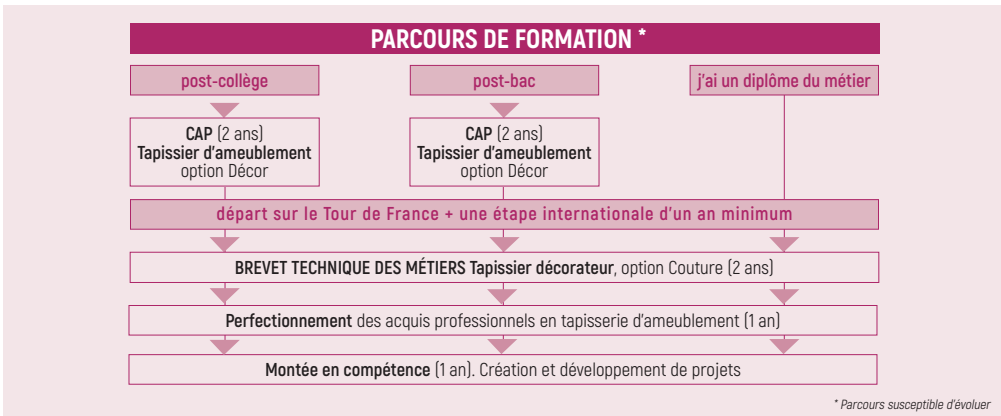 PARCOURS DE FORMATION *
post-collège
post-bac
j'ai un diplôme du métier
CAP (2 ans)
Tapissier d'ameublement
option Décor
CAP (2 ans)
Tapissier d'ameublement
option Décor
départ sur le Tour de France + une étape internationale d'un an minimum
BREVET TECHNIQUE DES MÉTIERS Tapissier décorateur, option Couture (2 ans)
Perfectionnement des acquis professionnels en tapisserie d'ameublement (1 an)
Montée en compétence (1 an). Création et développement de projets
* Parcours susceptible d'évoluer